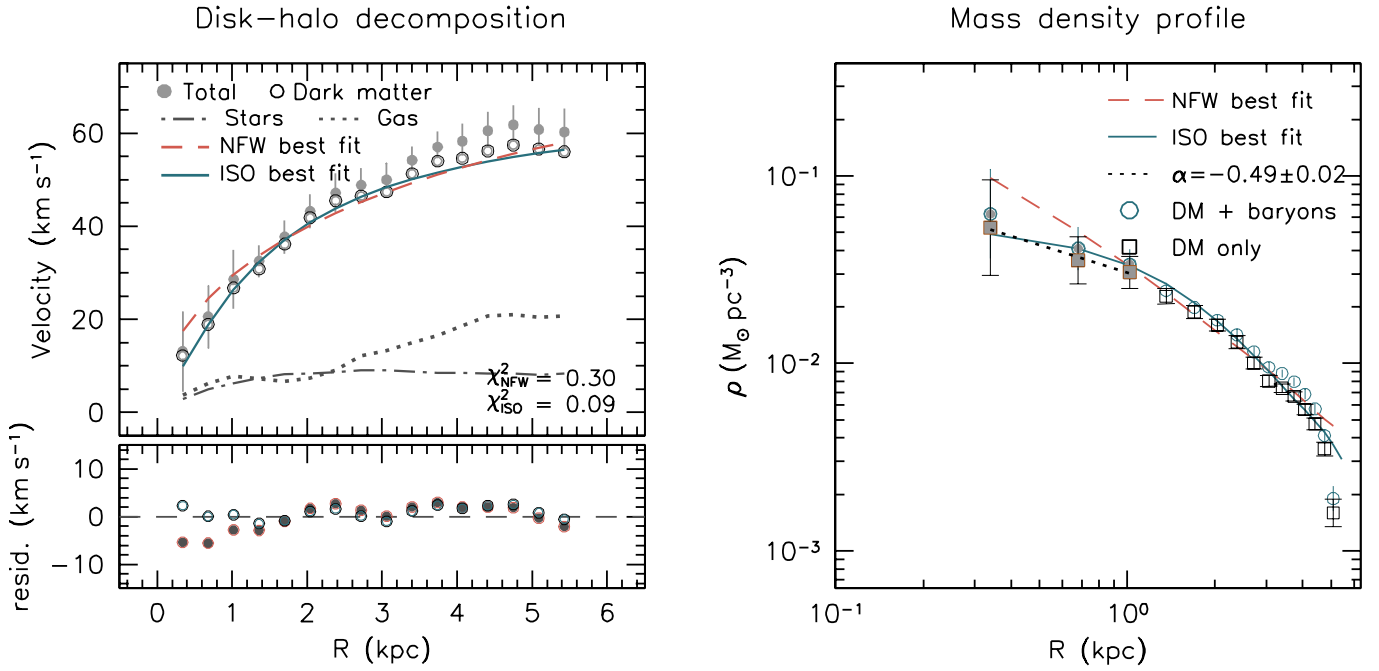 Disk-halo decomposition
Total Dark matter
Stars Gas
NFW best fit
ISO best fit
60
40
20
0
Velocity (km s⁻¹)
χ²NFW = 0.30
χ²ISO = 0.09
10
0
-10
resid. (km s⁻¹)
0 1 2 3 4 5 6
R (kpc)
Mass density profile
NFW best fit
ISO best fit
α=-0.49±0.02
DM + baryons
DM only
10⁻¹
10⁻²
10⁻³
ρ (M⊙ pc⁻³)
10⁻¹ 10⁰
R (kpc)